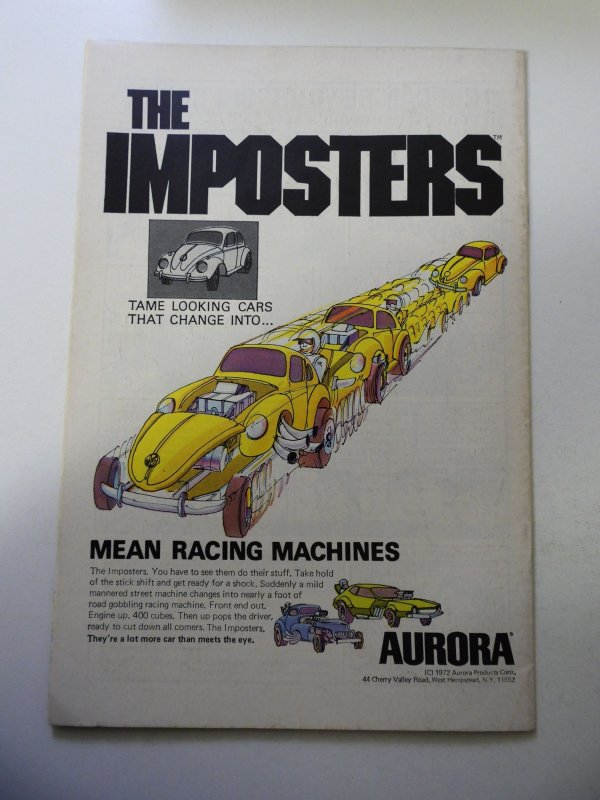 THE
IMPOSTERS™
TAME LOOKING CARS
THAT CHANGE INTO...
MEAN RACING MACHINES
The Imposters. You have to see them do their stuff. Take hold
of the stick shift and get ready for a shock. Suddenly a mild
mannered street machine changes into nearly a foot of
road gobbling racing machine. Front end out.
Engine up. 400 cubes. Then up pops the driver,
ready to cut down all comers. The Imposters.
They're a lot more car than meets the eye.
AURORA®
(C) 1972 Aurora Products Corp.,
44 Cherry Valley Road, West Hempstead, N.Y. 11552